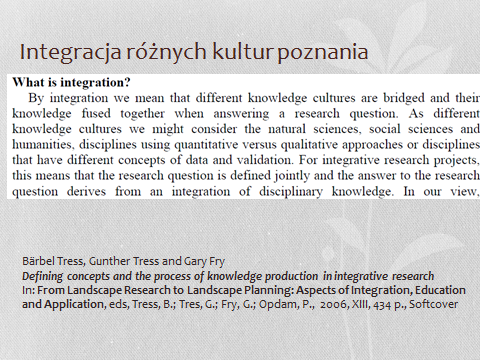 Integracja różnych kultur poznania
What is integration?
By integration we mean that different knowledge cultures are bridged and their
knowledge fused together when answering a research question. As different
knowledge cultures we might consider the natural sciences, social sciences and
humanities, disciplines using quantitative versus qualitative approaches or disciplines
that have different concepts of data and validation. For integrative research projects,
this means that the research question is defined jointly and the answer to the research
question derives from an integration of disciplinary knowledge. In our view,
Bärbel Tress, Gunther Tress and Gary Fry
Defining concepts and the process of knowledge production in integrative research
In: From Landscape Research to Landscape Planning: Aspects of Integration, Education
and Application, eds, Tress, B.; Tres, G.; Fry, G.; Opdam, P., 2006, XIII, 434 p., Softcover